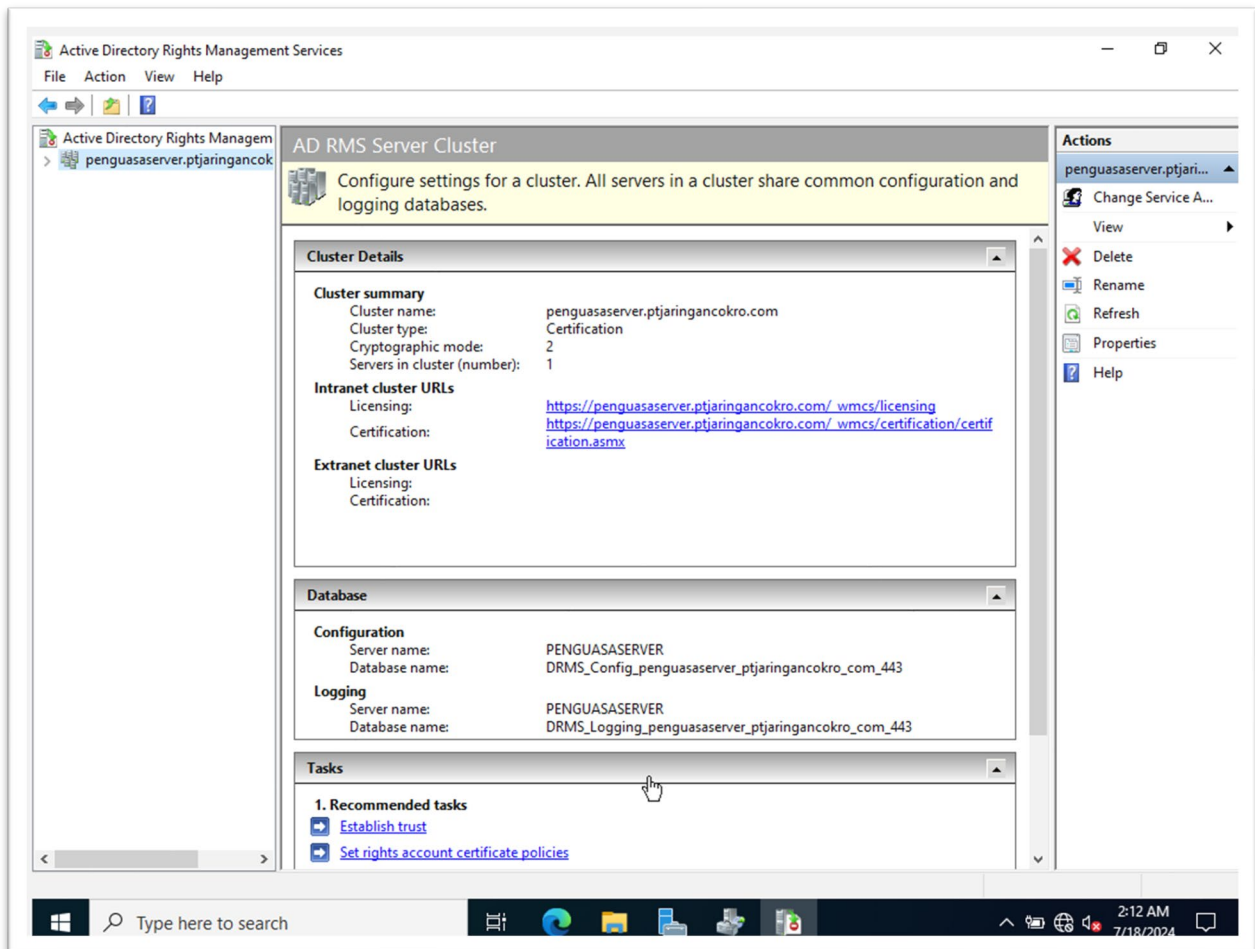 Active Directory Rights Management Services
File Action View Help
Active Directory Rights Managem
penguasaserver.ptjaringancok
AD RMS Server Cluster
Configure settings for a cluster. All servers in a cluster share common configuration and
logging databases.
Cluster Details
Cluster summary
Cluster name: penguasaserver.ptjaringancokro.com
Cluster type: Certification
Cryptographic mode: 2
Servers in cluster (number): 1
Intranet cluster URLs
Licensing: https://penguasaserver.ptjaringancokro.com/_wmcs/licensing
Certification: https://penguasaserver.ptjaringancokro.com/_wmcs/certification/certif
ication.asmx
Extranet cluster URLs
Licensing:
Certification:
Database
Configuration
Server name: PENGUASASERVER
Database name: DRMS_Config_penguasaserver_ptjaringancokro_com_443
Logging
Server name: PENGUASASERVER
Database name: DRMS_Logging_penguasaserver_ptjaringancokro_com_443
Tasks
1. Recommended tasks
Establish trust
Set rights account certificate policies
Actions
penguasaserver.ptjari...
Change Service A...
View
Delete
Rename
Refresh
Properties
Help
Type here to search
2:12 AM
7/18/2024